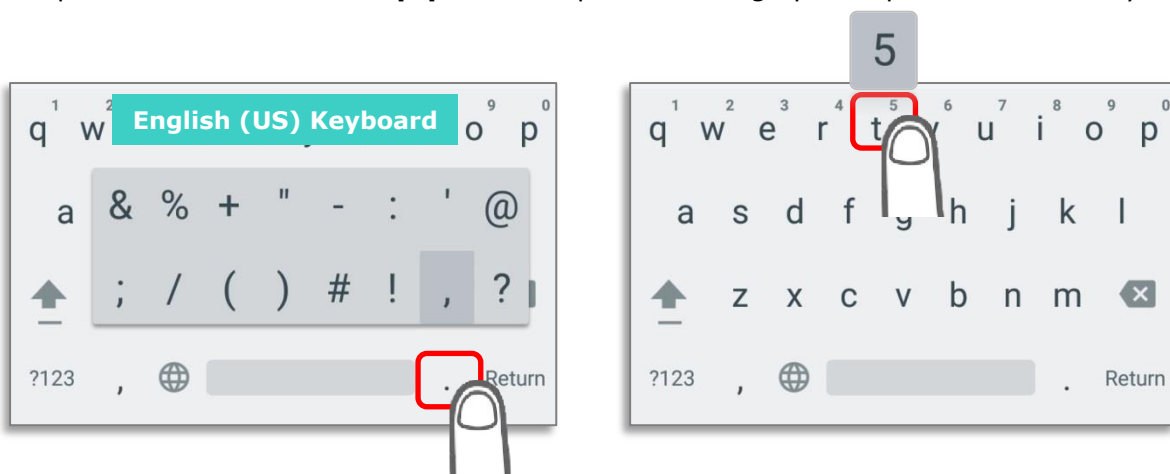 5
English (US) Keyboard
1 2 9 0
q w o p
a & % + " - : ' @
; / ( ) # ! , ?
?123 , . Return
1 2 3 4 5 6 7 8 9 0
q w e r t y u i o p
a s d f g h j k l
z x c v b n m
?123 , . Return